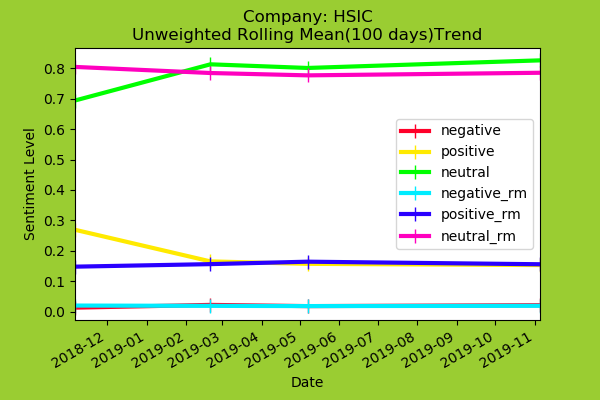 Company: HSIC
Unweighted Rolling Mean(100 days)Trend
Sentiment Level
0.8
0.7
0.6
0.5
0.4
0.3
0.2
0.1
0.0
negative
positive
neutral
negative_rm
positive_rm
neutral_rm
2018-12
2019-01
2019-02
2019-03
2019-04
2019-05
2019-06
2019-07
2019-08
2019-09
2019-10
2019-11
Date